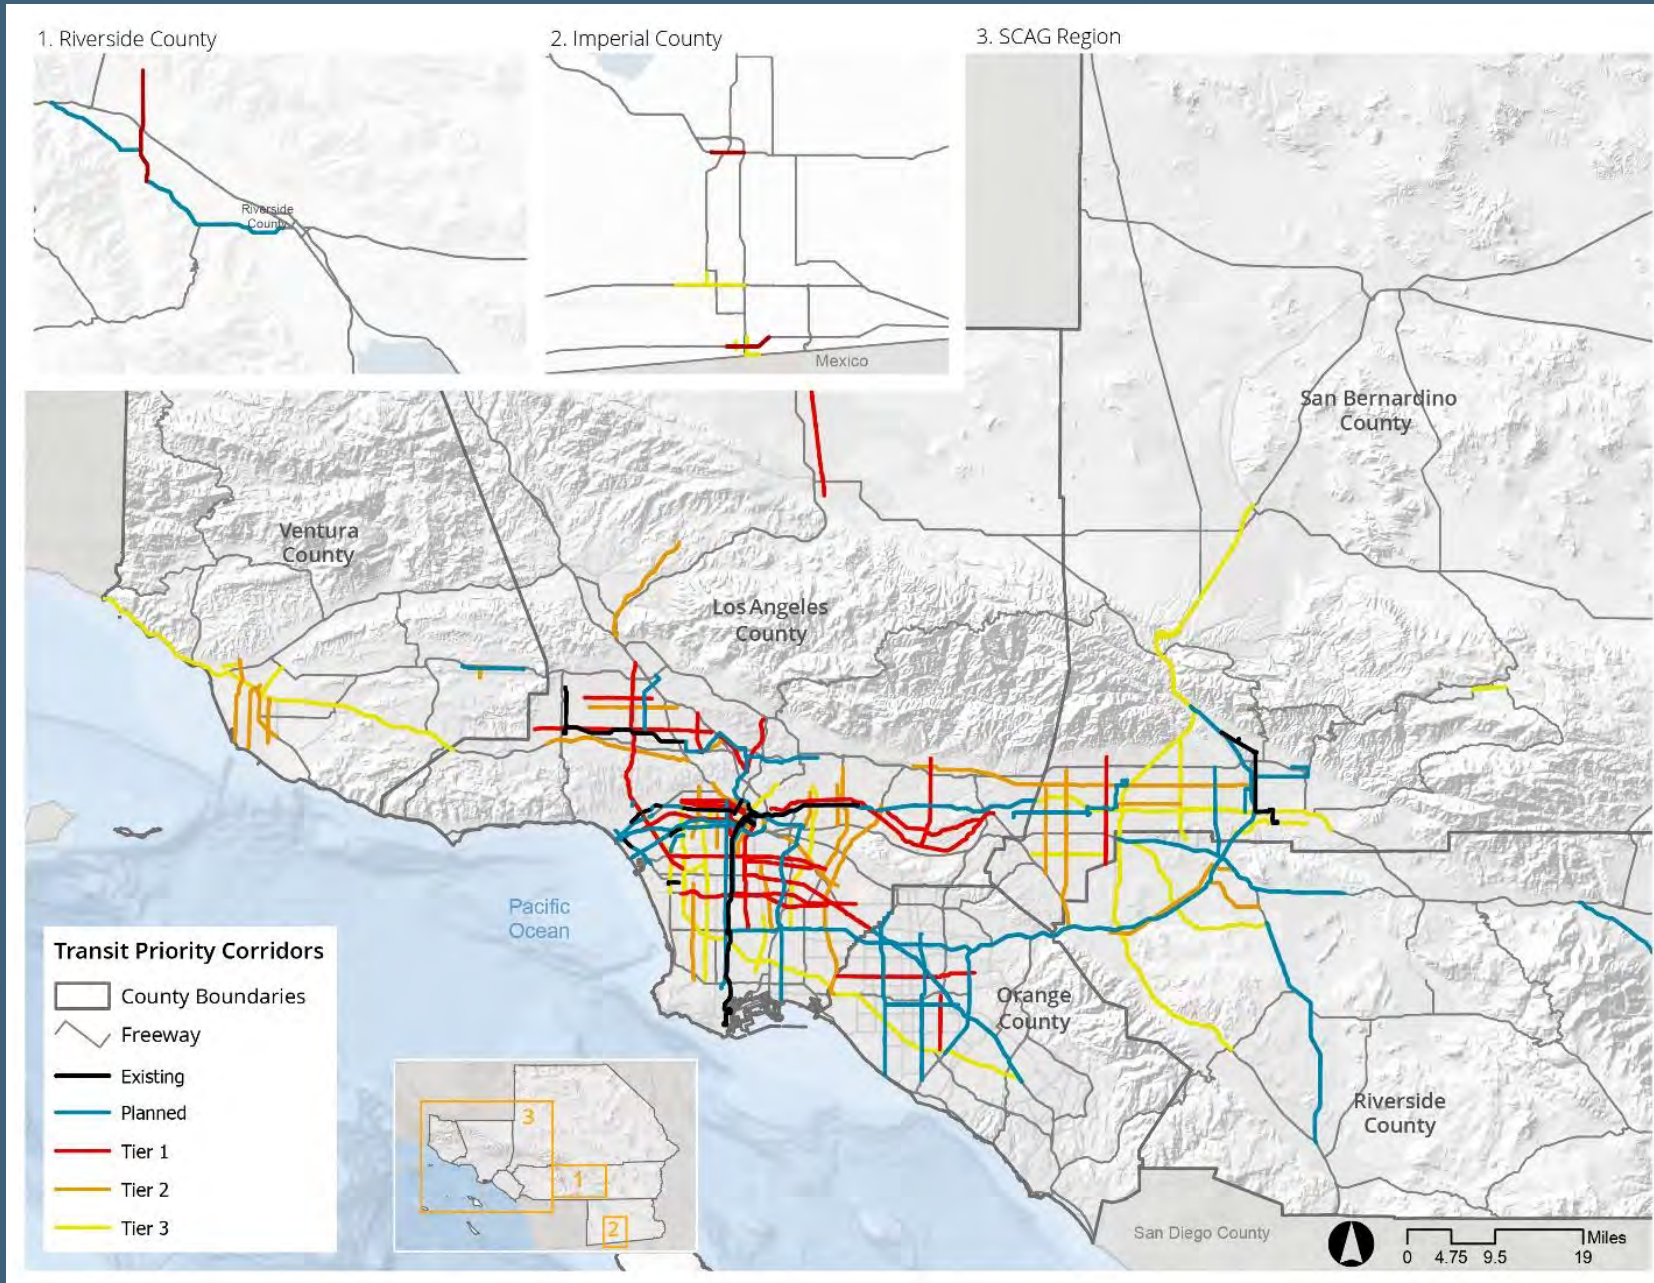 1. Riverside County
2. Imperial County
3. SCAG Region
Riverside
County
Mexico
San Bernardino
County
Ventura
County
Los Angeles
County
Pacific
Ocean
Orange
County
Riverside
County
San Diego County
Transit Priority Corridors
County Boundaries
Freeway
Existing
Planned
Tier 1
Tier 2
Tier 3
3
1
2
Miles
0 4.75 9.5 19